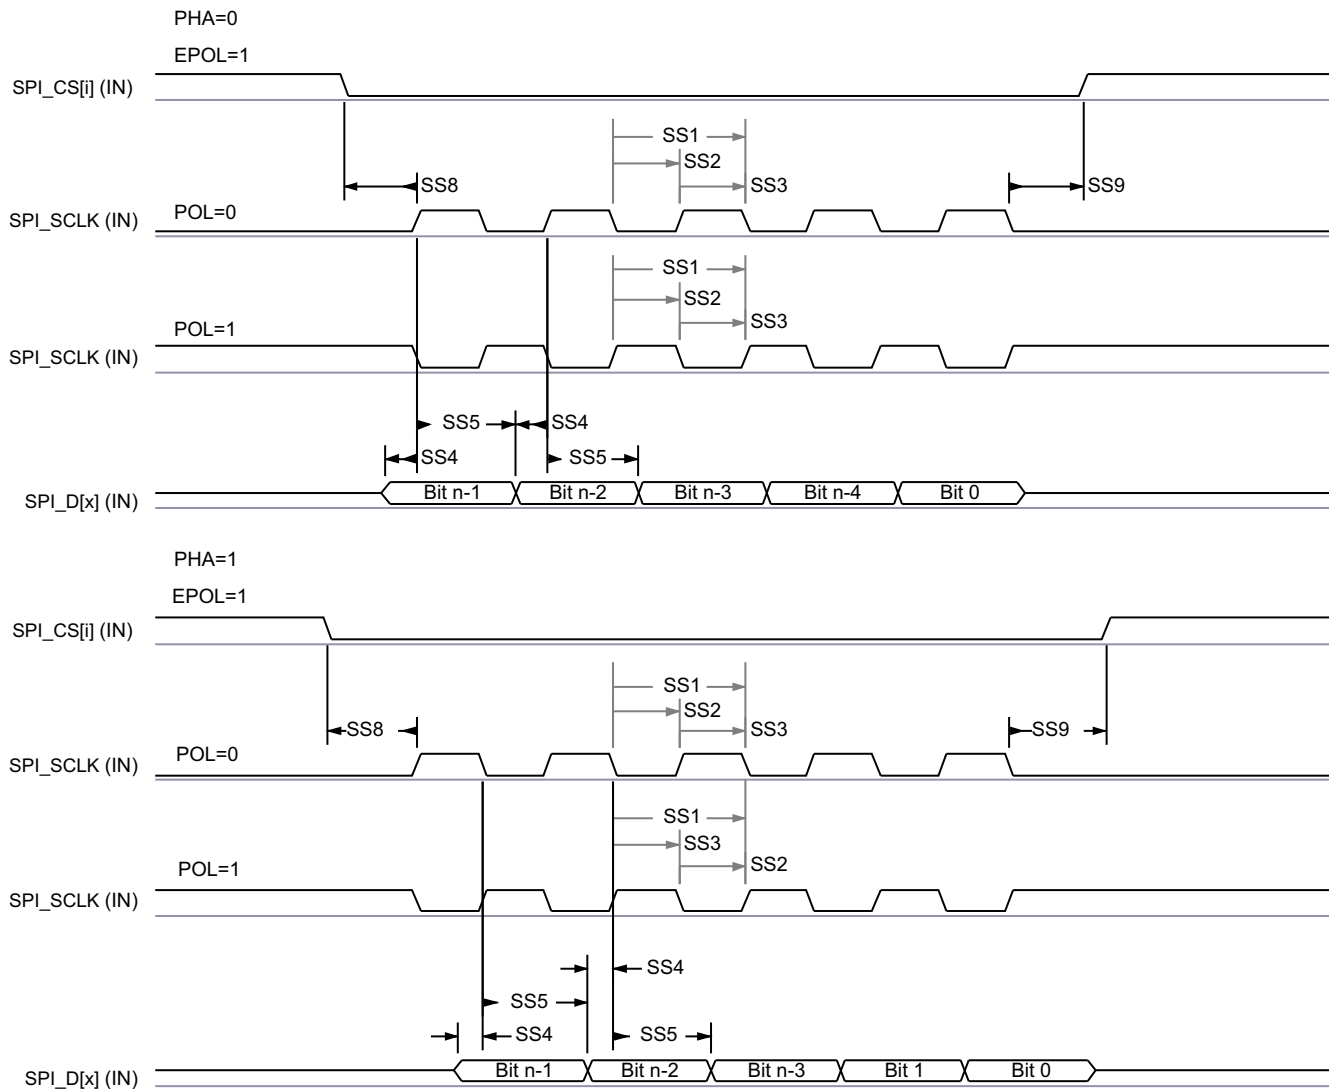 PHA=0
EPOL=1
SPI_CS[i] (IN)
SS1
SS2
SS8 SS3 SS9
POL=0
SPI_SCLK (IN)
SS1
SS2
SS3
POL=1
SPI_SCLK (IN)
SS5 SS4
SS4 SS5
SPI_D[x] (IN) Bit n-1 Bit n-2 Bit n-3 Bit n-4 Bit 0
PHA=1
EPOL=1
SPI_CS[i] (IN)
SS1
SS2
SS8 SS3 SS9
POL=0
SPI_SCLK (IN)
SS1
SS3
SS2
POL=1
SPI_SCLK (IN)
SS4
SS5
SS4 SS5
SPI_D[x] (IN) Bit n-1 Bit n-2 Bit n-3 Bit 1 Bit 0